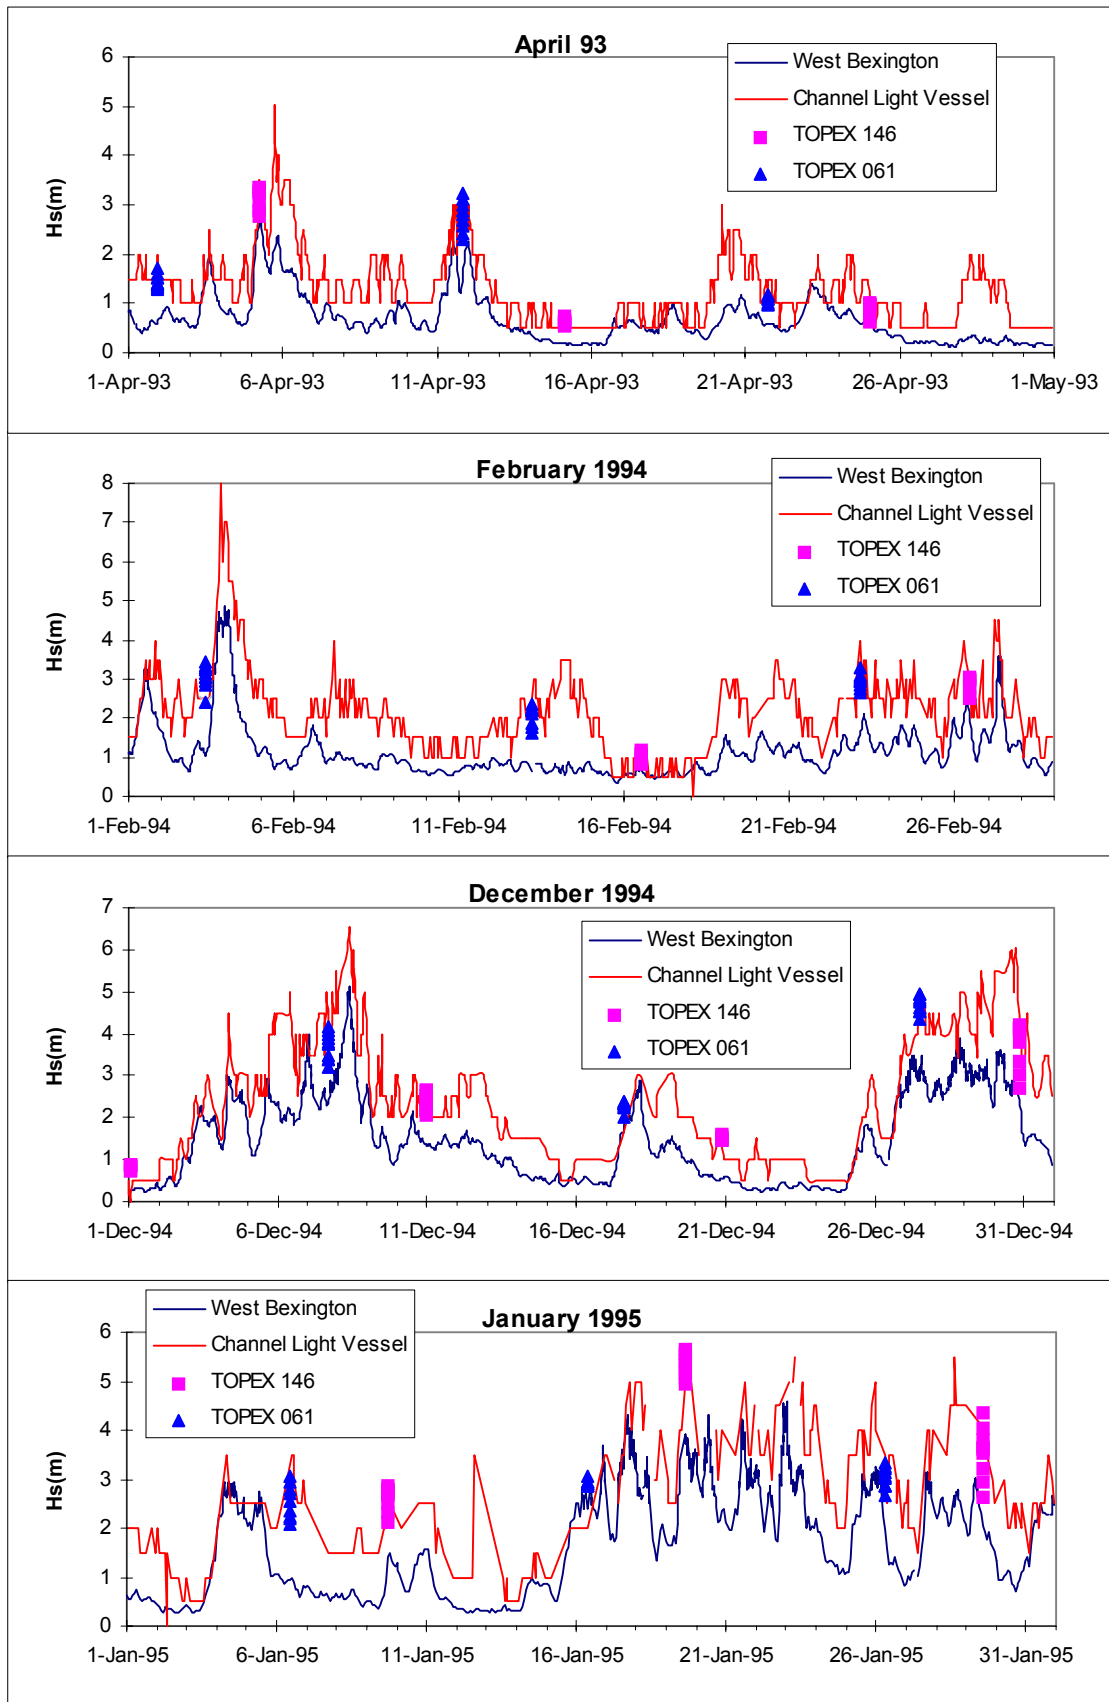 April 93
6
5
4
3
2
1
0
Hs(m)
1-Apr-93
6-Apr-93
11-Apr-93
16-Apr-93
21-Apr-93
26-Apr-93
1-May-93
West Bexington
Channel Light Vessel
TOPEX 146
TOPEX 061
February 1994
8
7
6
5
4
3
2
1
0
Hs(m)
1-Feb-94
6-Feb-94
11-Feb-94
16-Feb-94
21-Feb-94
26-Feb-94
West Bexington
Channel Light Vessel
TOPEX 146
TOPEX 061
December 1994
7
6
5
4
3
2
1
0
Hs(m)
1-Dec-94
6-Dec-94
11-Dec-94
16-Dec-94
21-Dec-94
26-Dec-94
31-Dec-94
West Bexington
Channel Light Vessel
TOPEX 146
TOPEX 061
January 1995
6
5
4
3
2
1
0
Hs(m)
1-Jan-95
6-Jan-95
11-Jan-95
16-Jan-95
21-Jan-95
26-Jan-95
31-Jan-95
West Bexington
Channel Light Vessel
TOPEX 146
TOPEX 061